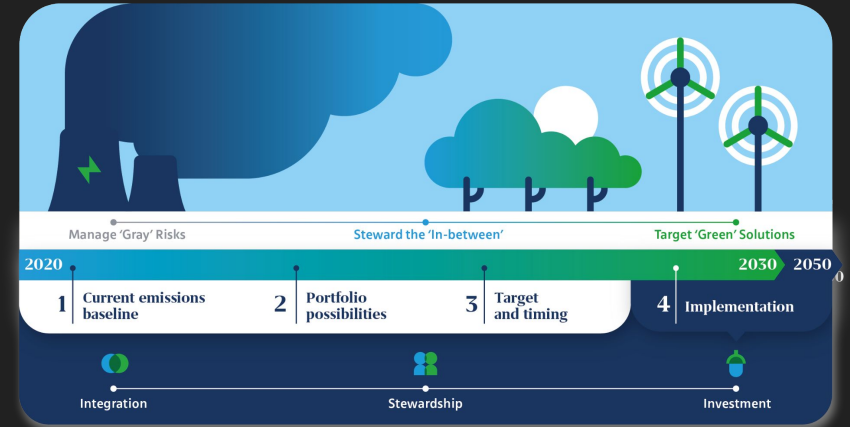 Manage ‘Gray’ Risks
Steward the ‘In-between’
Target ‘Green’ Solutions
2020
2030
2050
0
1
Current emissions
baseline
2
Portfolio
possibilities
3
Target
and timing
4
Implementation
Integration
Stewardship
Investment